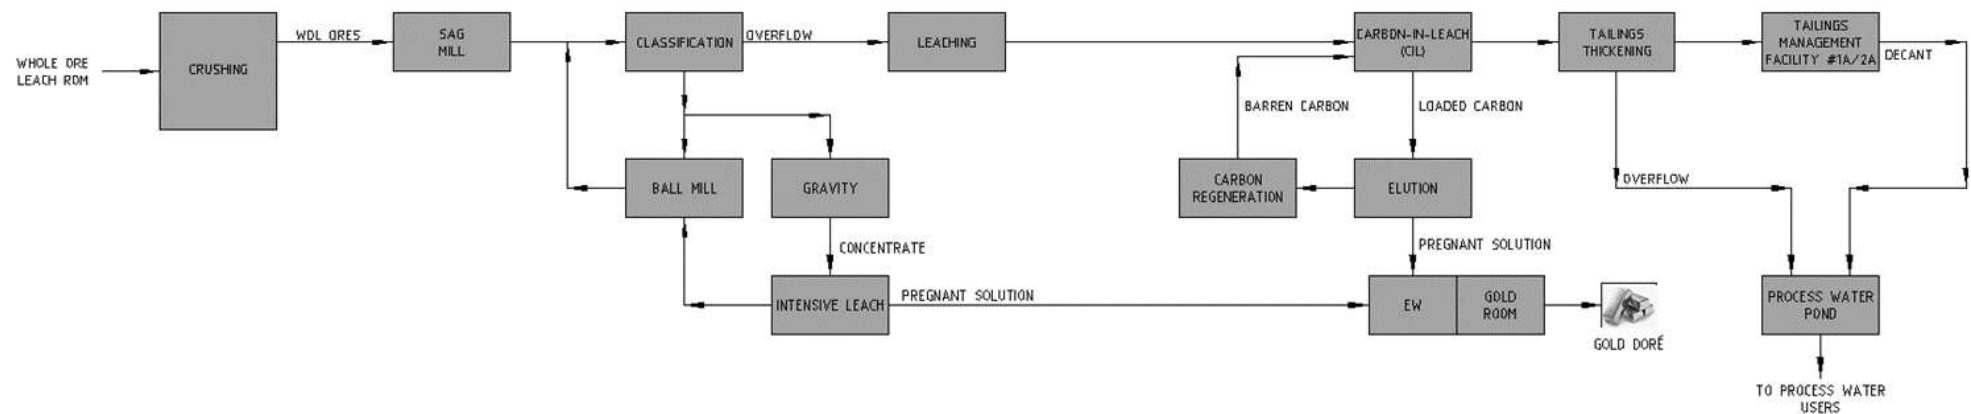 WHOLE ORE
LEACH ROM
CRUSHING
WOL ORES
SAG
MILL
CLASSIFICATION
OVERFLOW
LEACHING
CARBON-IN-LEACH
(CIL)
TAILINGS
THICKENING
TAILINGS
MANAGEMENT
FACILITY #1A/2A
DECANT
BARREN CARBON
LOADED CARBON
BALL MILL
GRAVITY
CARBON
REGENERATION
ELUTION
OVERFLOW
CONCENTRATE
PREGNANT SOLUTION
INTENSIVE LEACH
PREGNANT SOLUTION
EW
GOLD
ROOM
GOLD DORÉ
PROCESS WATER
POND
TO PROCESS WATER
USERS